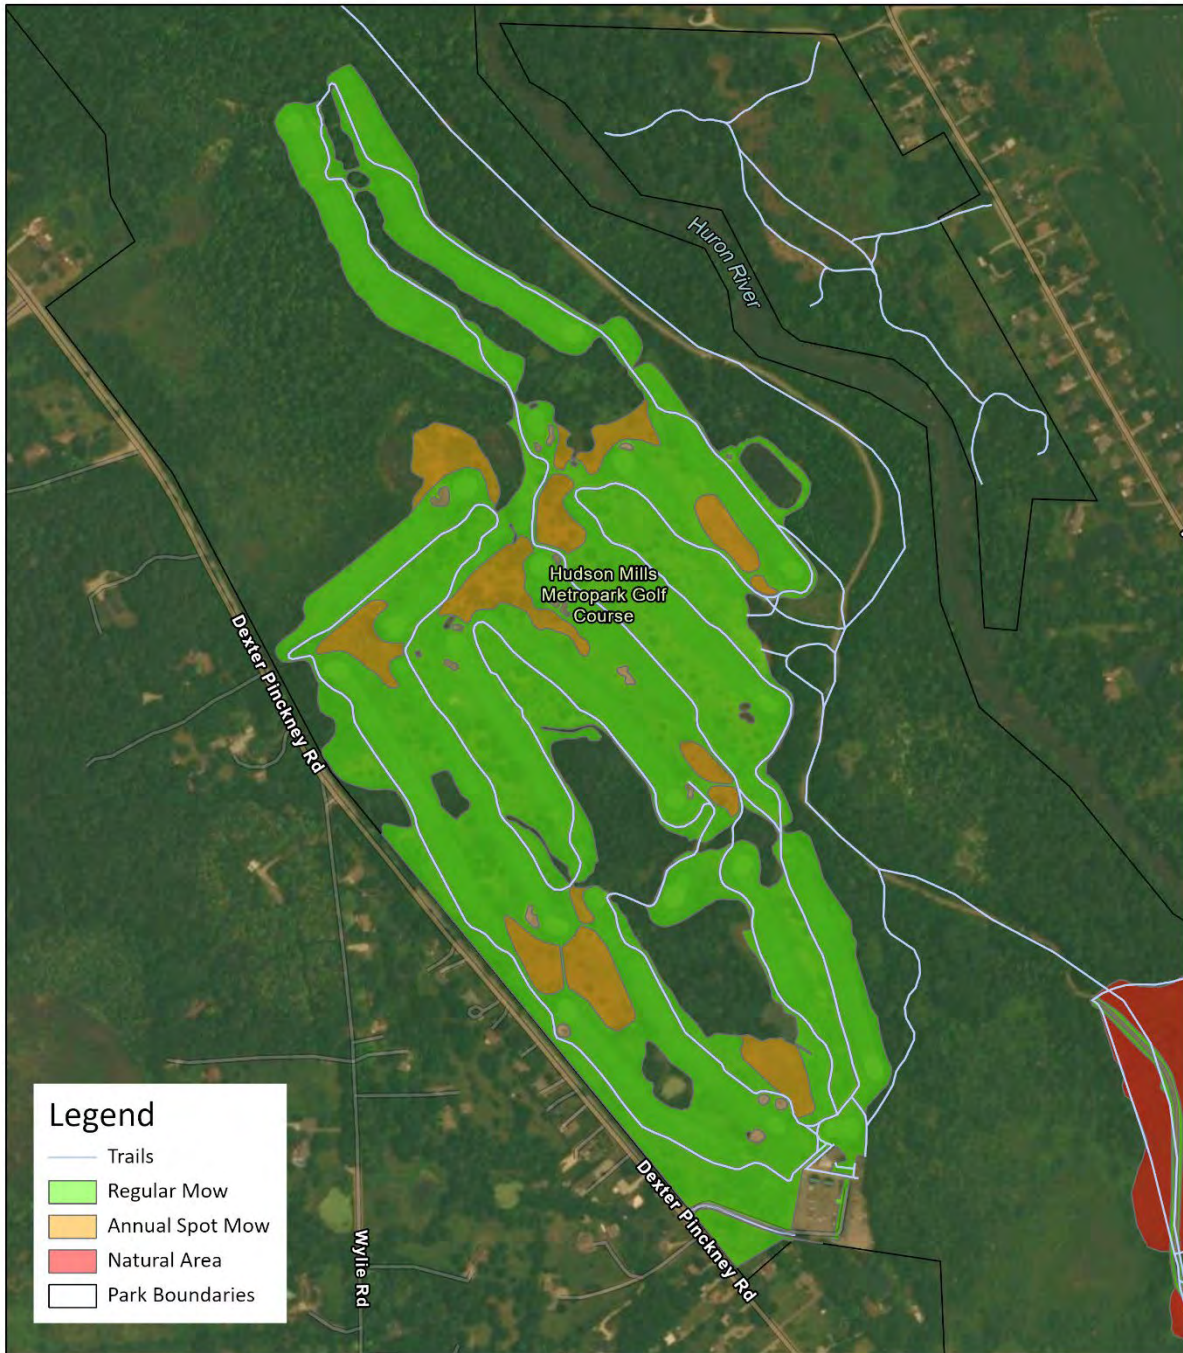 Huron River
Hudson Mills
Metropark Golf
Course
Dexter Pinckney Rd
Dexter Pinckney Rd
Wylie Rd
Legend
Trails
Regular Mow
Annual Spot Mow
Natural Area
Park Boundaries